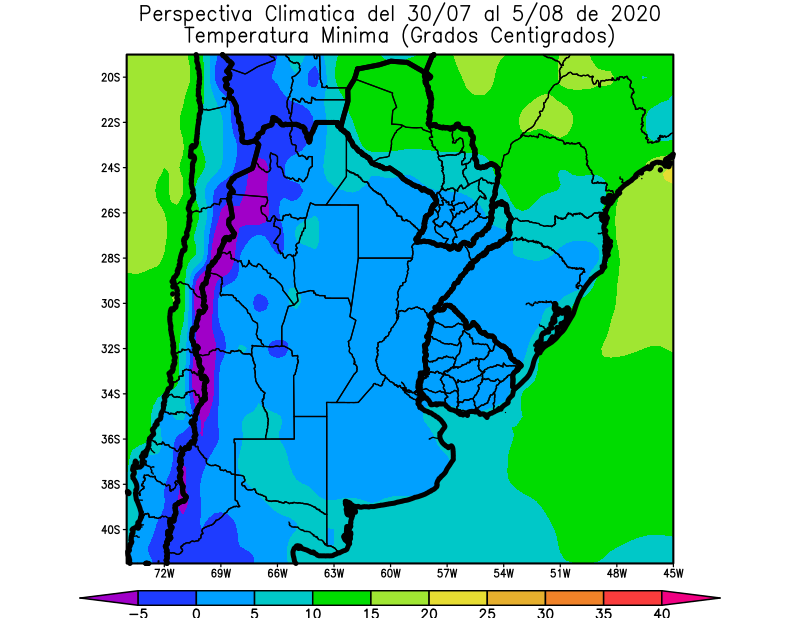 Perspectiva Climatica del 30/07 al 5/08 de 2020
Temperatura Minima (Grados Centigrados)
20S
22S
24S
26S
28S
30S
32S
34S
36S
38S
40S
72W 69W 66W 63W 60W 57W 54W 51W 48W 45W
-5 0 5 10 15 20 25 30 35 40